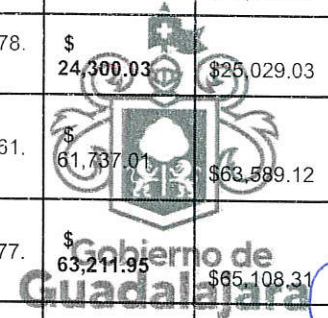 78. $ 24,300.03 $25,029.03
61. $ 61,737.01 $63,589.12
77. $ 63,211.95 $65,108.31
Gobierno de
Guadalajara